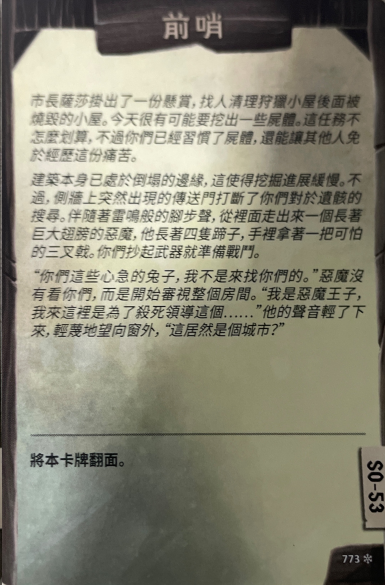 前哨
市長薩莎掛出了一份懸賞，找人清理狩獵小屋後面被
燒毀的小屋。今天很有可能要挖出一些屍體。這任務不
怎麼划算，不過你們已經習慣了屍體，還能讓其他人免
於經歷這份痛苦。
建築本身已處於倒塌的邊緣，這使得挖掘進展緩慢。不
過，側牆上突然出現的傳送門打斷了你們對於遺骸的
搜尋。伴隨著雷鳴般的腳步聲，從裡面走出來一個長著
巨大翅膀的惡魔，他長著四隻蹄子，手裡拿著一把可怕
的三叉戟。你們抄起武器就準備戰鬥。
“你們這些心急的兔子，我不是來找你們的。”惡魔沒
有看你們，而是開始審視整個房間。“我是惡魔王子，
我來這裡是為了殺死領導這個……”他的聲音輕了下
來，輕蔑地望向窗外，“這居然是個城市？”
將本卡牌翻面。
SO-53
773